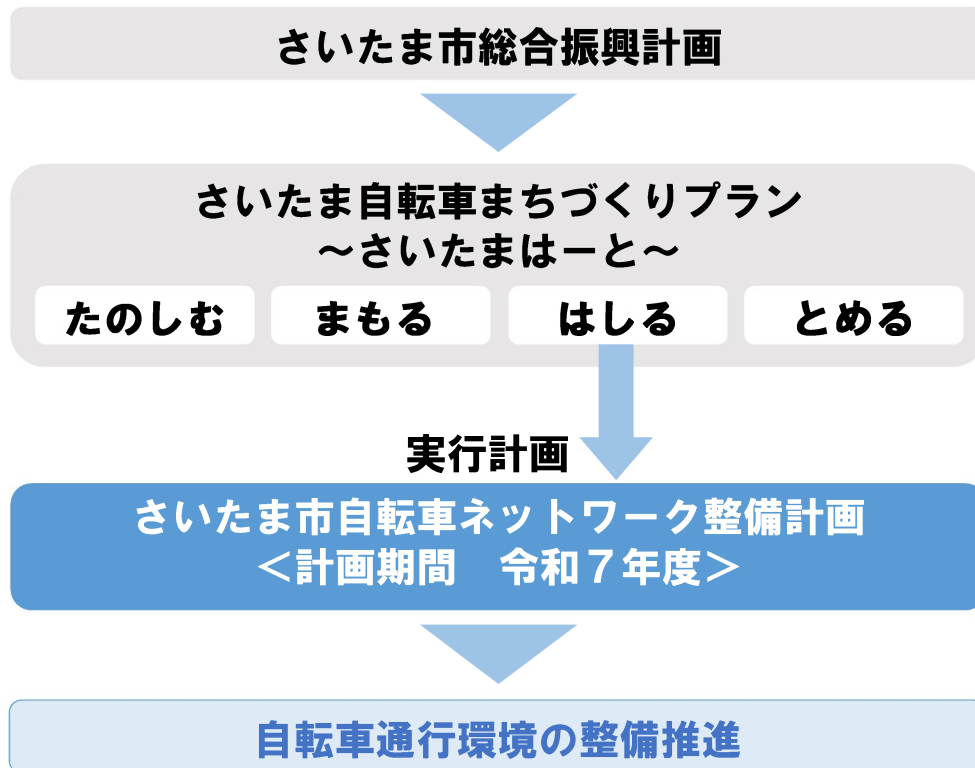 さいたま市総合振興計画
さいたま自転車まちづくりプラン
～さいたまはーと～
たのしむ
まもる
はしる
とめる
実行計画
さいたま市自転車ネットワーク整備計画
＜計画期間　令和７年度＞
自転車通行環境の整備推進